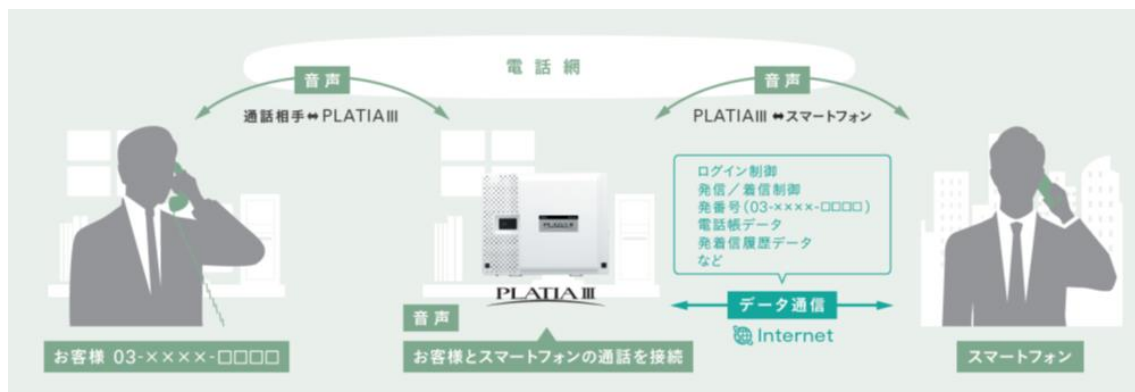 電話網
音声
音声
通話相手⇔PLATIAⅢ
PLATIAⅢ⇔スマートフォン
ログイン制御
発信／着信制御
発番号(03-××××-□□□□)
電話帳データ
発着信履歴データ
など
PLATIA Ⅲ
データ通信
Internet
音声
お客様 03-××××-□□□□
お客様とスマートフォンの通話を接続
スマートフォン